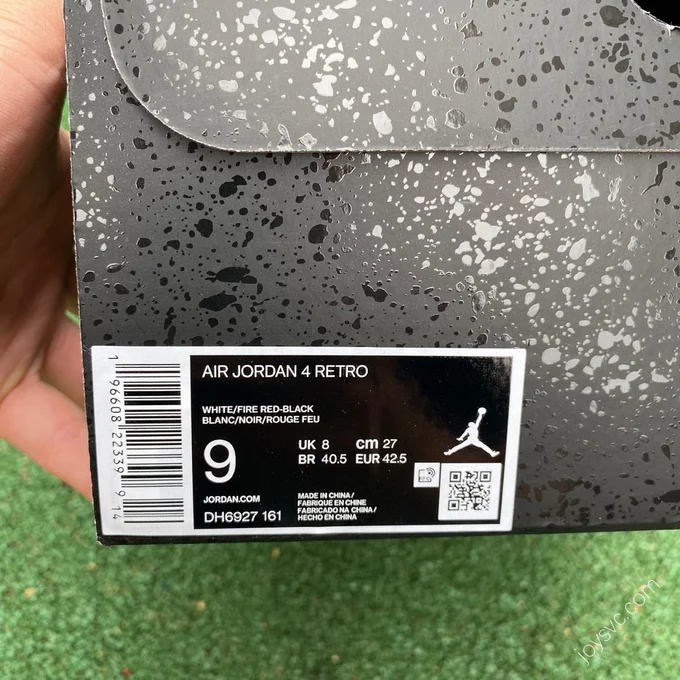 AIR JORDAN 4 RETRO
WHITE/FIRE RED-BLACK
BLANC/NOIR/ROUGE FEU
9
UK 8 cm 27
BR 40.5 EUR 42.5
JORDAN.COM
DH6927 161
MADE IN CHINA/
FABRIQUE EN CHINE
FABRICADO NA CHINA/
HECHO EN CHINA
1 96608 22339 9 14
joysvc.com